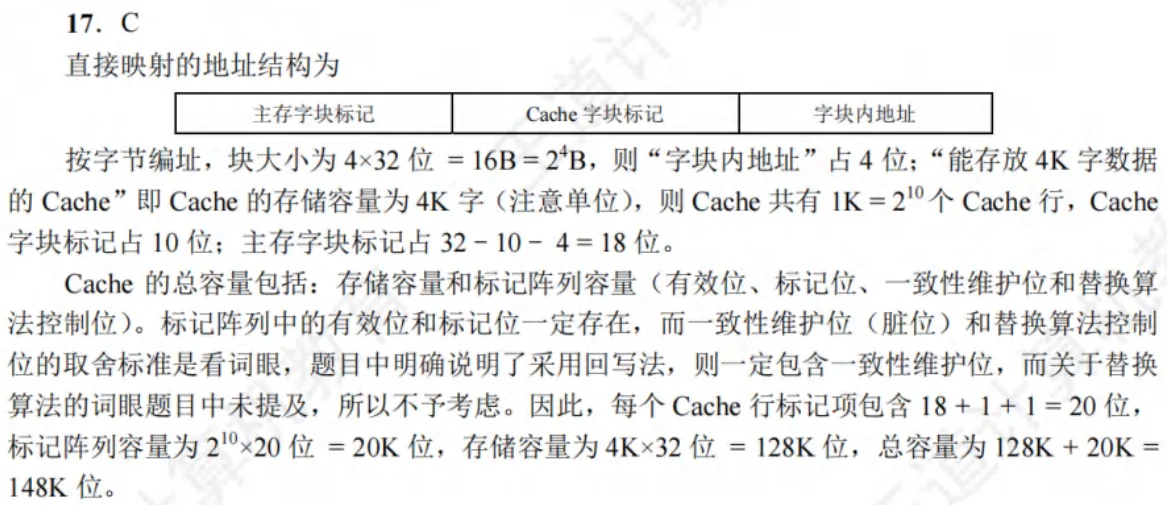 17．C
直接映射的地址结构为
主存字块标记 Cache 字块标记 字块内地址
按字节编址，块大小为 4×32 位 = 16B = 2⁴B，则“字块内地址”占 4 位；“能存放 4K 字数据
的 Cache”即 Cache 的存储容量为 4K 字（注意单位），则 Cache 共有 1K = 2¹⁰ 个 Cache 行，Cache
字块标记占 10 位；主存字块标记占 32 − 10 − 4 = 18 位。
Cache 的总容量包括：存储容量和标记阵列容量（有效位、标记位、一致性维护位和替换算
法控制位）。标记阵列中的有效位和标记位一定存在，而一致性维护位（脏位）和替换算法控制
位的取舍标准是看词眼，题目中明确说明了采用回写法，则一定包含一致性维护位，而关于替换
算法的词眼题目中未提及，所以不予考虑。因此，每个 Cache 行标记项包含 18 + 1 + 1 = 20 位，
标记阵列容量为 2¹⁰×20 位 = 20K 位，存储容量为 4K×32 位 = 128K 位，总容量为 128K + 20K =
148K 位。